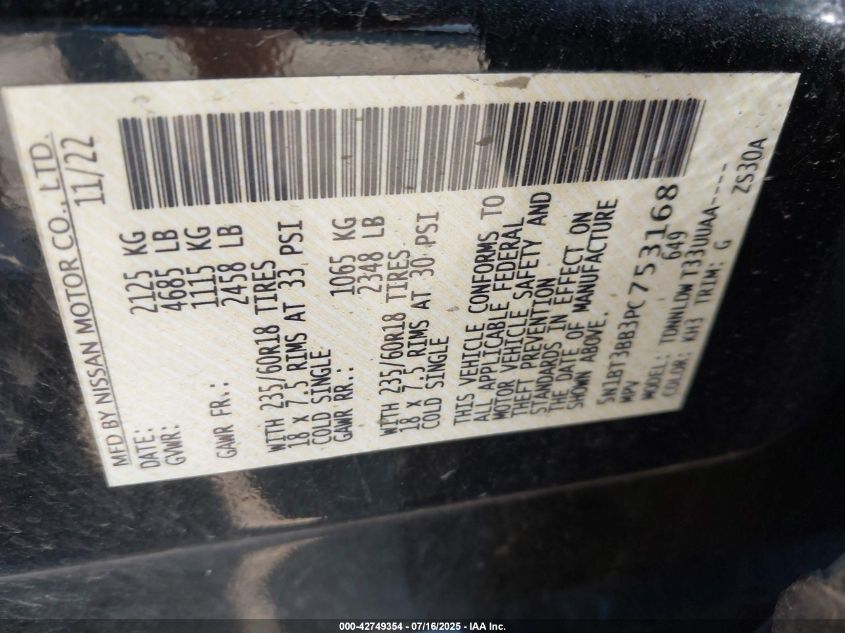 MFD BY NISSAN MOTOR CO., LTD.
DATE: 11/22
GVWR: 2125 KG
4685 LB
GAWR FR.: 1115 KG
2458 LB
WITH 235/60R18 TIRES
18 X 7.5 RIMS AT 33 PSI
COLD SINGLE
GAWR RR.: 1065 KG
2348 LB
WITH 235/60R18 TIRES
18 X 7.5 RIMS AT 30 PSI
COLD SINGLE
THIS VEHICLE CONFORMS TO
ALL APPLICABLE FEDERAL
MOTOR VEHICLE SAFETY AND
THEFT PREVENTION
STANDARDS IN EFFECT ON
THE DATE OF MANUFACTURE
SHOWN ABOVE.
5N1BT3BB3PC753168
MPV 649
MODEL: TDNNLDWT33UUAA-----
COLOR: KH3 TRIM: G ZS30A
000-42749354 - 07/16/2025 - IAA Inc.